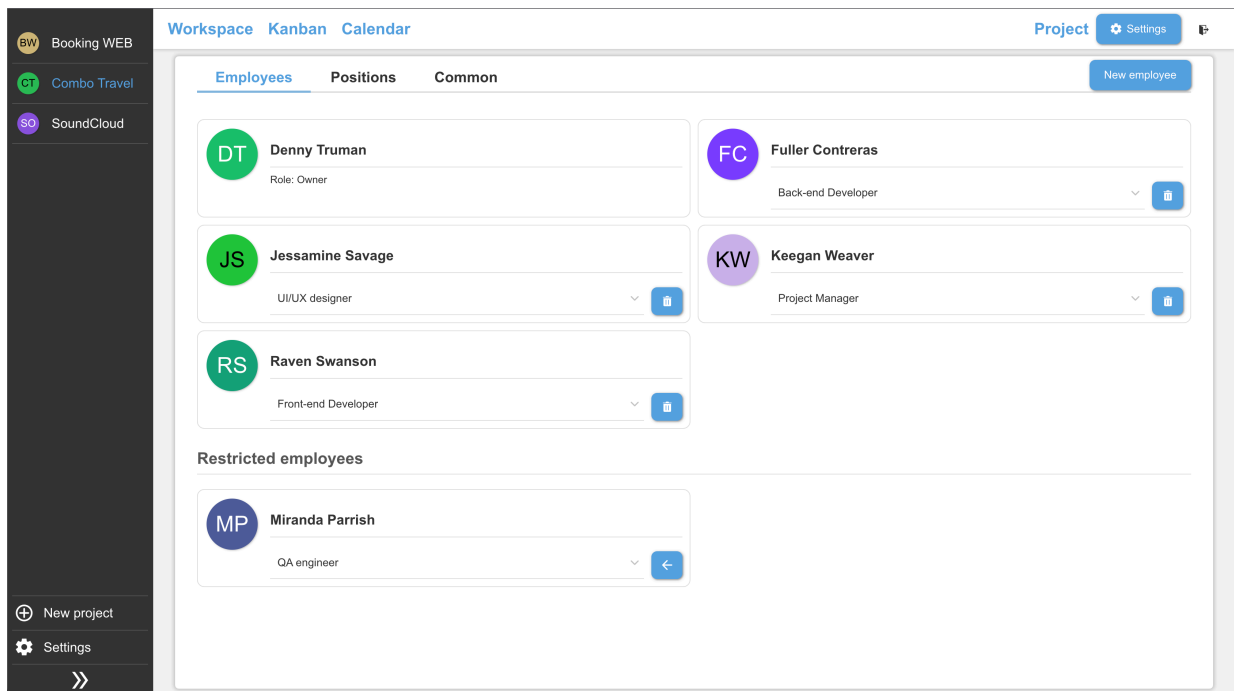 BW Booking WEB
CT Combo Travel
SO SoundCloud
New project
Settings
Workspace Kanban Calendar
Project Settings
Employees Positions Common
New employee
DT Denny Truman
Role: Owner
FC Fuller Contreras
Back-end Developer
JS Jessamine Savage
UI/UX designer
KW Keegan Weaver
Project Manager
RS Raven Swanson
Front-end Developer
Restricted employees
MP Miranda Parrish
QA engineer